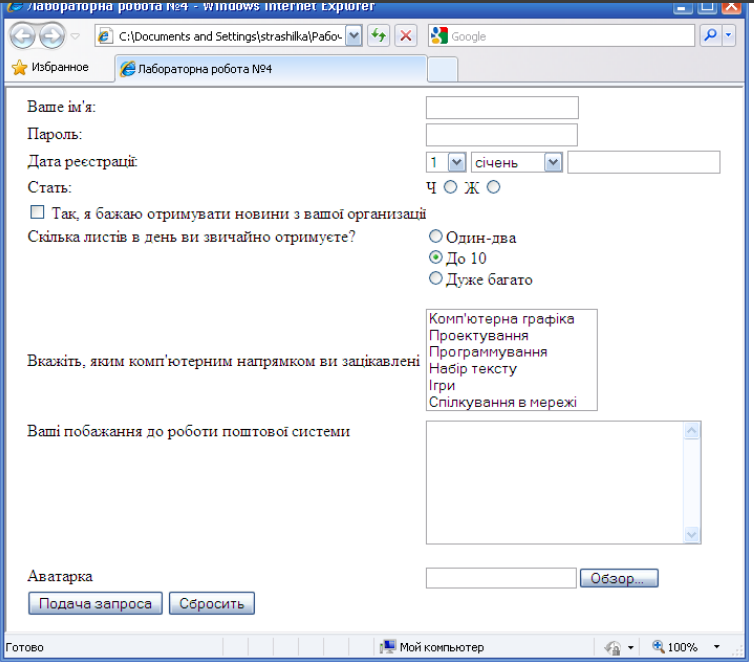 Лабораторна робота №4 - Windows Internet Explorer
C:\Documents and Settings\strashilka\Рабоч
Google
Избранное
Лабораторна робота №4
Ваше ім'я:
Пароль:
Дата реєстрації: 1 січень
Стать: Ч Ж
Так, я бажаю отримувати новини з вашої организації
Скілька листів в день ви звичайно отримуєте? Один-два
До 10
Дуже багато
Комп'ютерна графіка
Проектування
Программування
Вкажіть, яким комп'ютерним напрямком ви зацікавлені
Набір тексту
Ігри
Спілкування в мережі
Ваші побажання до роботи поштової системи
Аватарка Обзор...
Подача запроса Сбросить
Готово Мой компьютер 100%